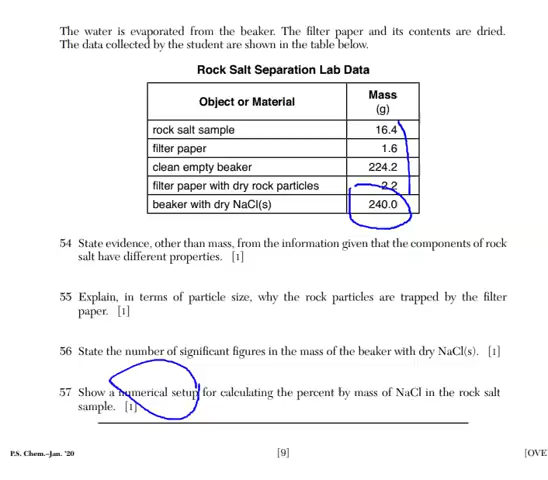 The water is evaporated from the beaker. The filter paper and its contents are dried.
The data collected by the student are shown in the table below.
Rock Salt Separation Lab Data
Object or Material
Mass
(g)
rock salt sample 16.4
filter paper 1.6
clean empty beaker 224.2
filter paper with dry rock particles 2.2
beaker with dry NaCl(s) 240.0
54 State evidence, other than mass, from the information given that the components of rock
salt have different properties. [1]
55 Explain, in terms of particle size, why the rock particles are trapped by the filter
paper. [1]
56 State the number of significant figures in the mass of the beaker with dry NaCl(s). [1]
57 Show a numerical setup for calculating the percent by mass of NaCl in the rock salt
sample. [1]
P.S. Chem.–Jan. '20 [9] [OVE